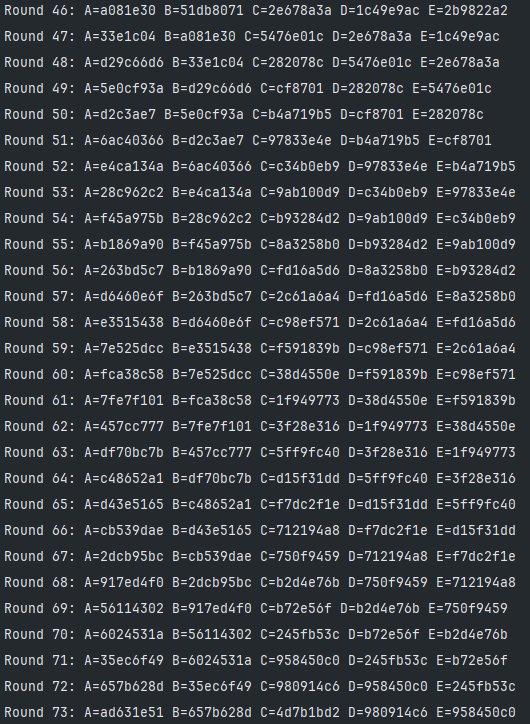 Round 46: A=a081e30 B=51db8071 C=2e678a3a D=1c49e9ac E=2b9822a2
Round 47: A=33e1c04 B=a081e30 C=5476e01c D=2e678a3a E=1c49e9ac
Round 48: A=d29c66d6 B=33e1c04 C=282078c D=5476e01c E=2e678a3a
Round 49: A=5e0cf93a B=d29c66d6 C=cf8701 D=282078c E=5476e01c
Round 50: A=d2c3ae7 B=5e0cf93a C=b4a719b5 D=cf8701 E=282078c
Round 51: A=6ac40366 B=d2c3ae7 C=97833e4e D=b4a719b5 E=cf8701
Round 52: A=e4ca134a B=6ac40366 C=c34b0eb9 D=97833e4e E=b4a719b5
Round 53: A=28c962c2 B=e4ca134a C=9ab100d9 D=c34b0eb9 E=97833e4e
Round 54: A=f45a975b B=28c962c2 C=b93284d2 D=9ab100d9 E=c34b0eb9
Round 55: A=b1869a90 B=f45a975b C=8a3258b0 D=b93284d2 E=9ab100d9
Round 56: A=263bd5c7 B=b1869a90 C=fd16a5d6 D=8a3258b0 E=b93284d2
Round 57: A=d6460e6f B=263bd5c7 C=2c61a6a4 D=fd16a5d6 E=8a3258b0
Round 58: A=e3515438 B=d6460e6f C=c98ef571 D=2c61a6a4 E=fd16a5d6
Round 59: A=7e525dcc B=e3515438 C=f591839b D=c98ef571 E=2c61a6a4
Round 60: A=fca38c58 B=7e525dcc C=38d4550e D=f591839b E=c98ef571
Round 61: A=7fe7f101 B=fca38c58 C=1f949773 D=38d4550e E=f591839b
Round 62: A=457cc777 B=7fe7f101 C=3f28e316 D=1f949773 E=38d4550e
Round 63: A=df70bc7b B=457cc777 C=5ff9fc40 D=3f28e316 E=1f949773
Round 64: A=c48652a1 B=df70bc7b C=d15f31dd D=5ff9fc40 E=3f28e316
Round 65: A=d43e5165 B=c48652a1 C=f7dc2f1e D=d15f31dd E=5ff9fc40
Round 66: A=cb539dae B=d43e5165 C=712194a8 D=f7dc2f1e E=d15f31dd
Round 67: A=2dcb95bc B=cb539dae C=750f9459 D=712194a8 E=f7dc2f1e
Round 68: A=917ed4f0 B=2dcb95bc C=b2d4e76b D=750f9459 E=712194a8
Round 69: A=56114302 B=917ed4f0 C=b72e56f D=b2d4e76b E=750f9459
Round 70: A=6024531a B=56114302 C=245fb53c D=b72e56f E=b2d4e76b
Round 71: A=35ec6f49 B=6024531a C=958450c0 D=245fb53c E=b72e56f
Round 72: A=657b628d B=35ec6f49 C=980914c6 D=958450c0 E=245fb53c
Round 73: A=ad631e51 B=657b628d C=4d7b1bd2 D=980914c6 E=958450c0